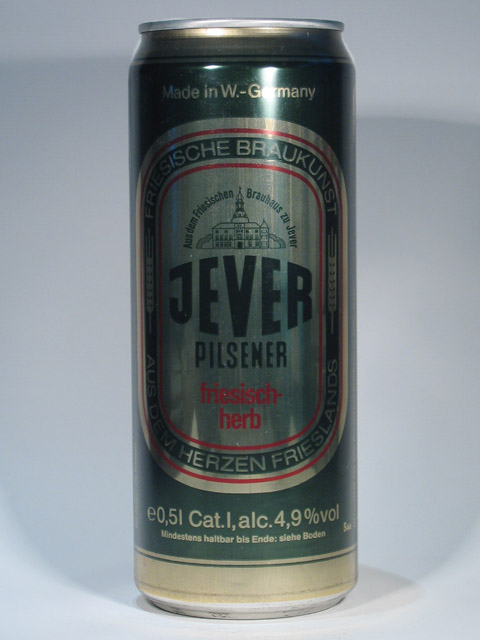 Made in W.-Germany
FRIESISCHE BRAUKUNST
Aus dem Friesischen Brauhaus zu Jever
JEVER
PILSENER
friesisch-
herb
AUS DEM HERZEN FRIESLANDS
e0,5l Cat.I,alc.4,9%vol
Mindestens haltbar bis Ende: siehe Boden